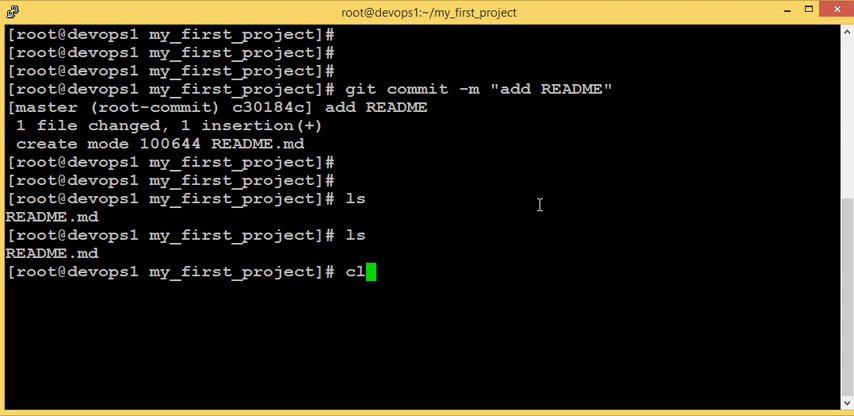 root@devops1:~/my_first_project
[root@devops1 my_first_project]#
[root@devops1 my_first_project]#
[root@devops1 my_first_project]#
[root@devops1 my_first_project]# git commit -m "add README"
[master (root-commit) c30184c] add README
 1 file changed, 1 insertion(+)
 create mode 100644 README.md
[root@devops1 my_first_project]#
[root@devops1 my_first_project]#
[root@devops1 my_first_project]# ls
README.md
[root@devops1 my_first_project]# ls
README.md
[root@devops1 my_first_project]# cl